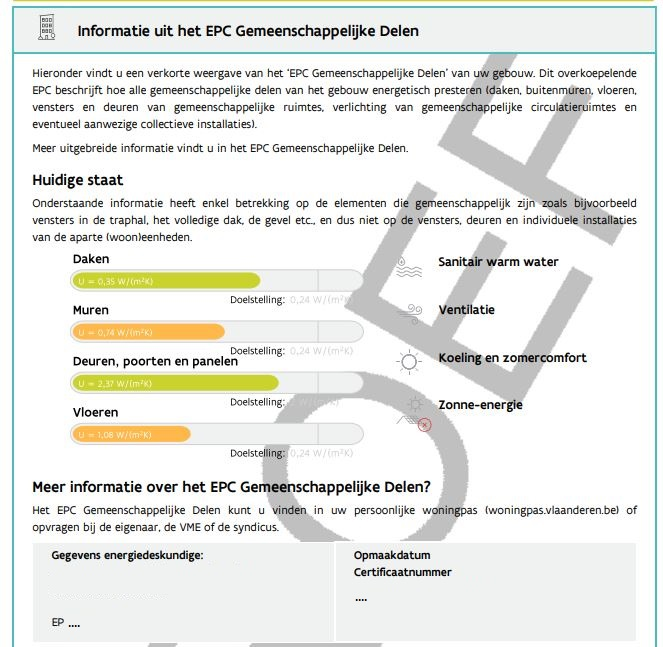 Informatie uit het EPC Gemeenschappelijke Delen
Hieronder vindt u een verkorte weergave van het ‘EPC Gemeenschappelijke Delen’ van uw gebouw. Dit overkoepelende
EPC beschrijft hoe alle gemeenschappelijke delen van het gebouw energetisch presteren (daken, buitenmuren, vloeren,
vensters en deuren van gemeenschappelijke ruimtes, verlichting van gemeenschappelijke circulatieruimtes en
eventueel aanwezige collectieve installaties).
Meer uitgebreide informatie vindt u in het EPC Gemeenschappelijke Delen.
Huidige staat
Onderstaande informatie heeft enkel betrekking op de elementen die gemeenschappelijk zijn zoals bijvoorbeeld
vensters in de traphal, het volledige dak, de gevel etc., en dus niet op de vensters, deuren en individuele installaties
van de aparte (woon)eenheden.
Daken
U = 0,35 W/(m²K)
Doelstelling: 0,24 W/(m²K)
Muren
U = 0,74 W/(m²K)
Doelstelling: 0,24 W/(m²K)
Deuren, poorten en panelen
U = 2,37 W/(m²K)
Doelstelling: W/(m²K)
Vloeren
U = 1,08 W/(m²K)
Doelstelling: 0,24 W/(m²K)
Sanitair warm water
Ventilatie
Koeling en zomercomfort
Zonne-energie
Meer informatie over het EPC Gemeenschappelijke Delen?
Het EPC Gemeenschappelijke Delen kunt u vinden in uw persoonlijke woningpas (woningpas.vlaanderen.be) of
opvragen bij de eigenaar, de VME of de syndicus.
Gegevens energiedeskundige:
EP ....
Opmaakdatum
Certificaatnummer
....